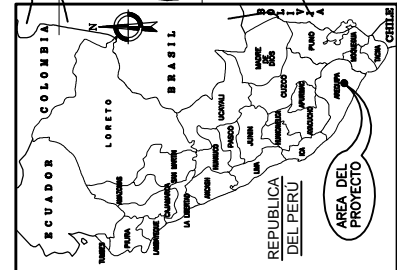 COLOMBIA
ECUADOR
N
BRASIL
LORETO
BOLIVIA
CHILE
TUMBES
PIURA
LAMBAYEQUE
AMAZONAS
CAJAMARCA
SAN MARTIN
LA LIBERTAD
ANCASH
HUANUCO
UCAYALI
PASCO
JUNIN
LIMA
MADRE
DE
DIOS
CUZCO
HUANCAVELICA
APURIMAC
AYACUCHO
ICA
PUNO
AREQUIPA
MOQUEGUA
TACNA
REPUBLICA
DEL PERÚ
AREA DEL
PROYECTO